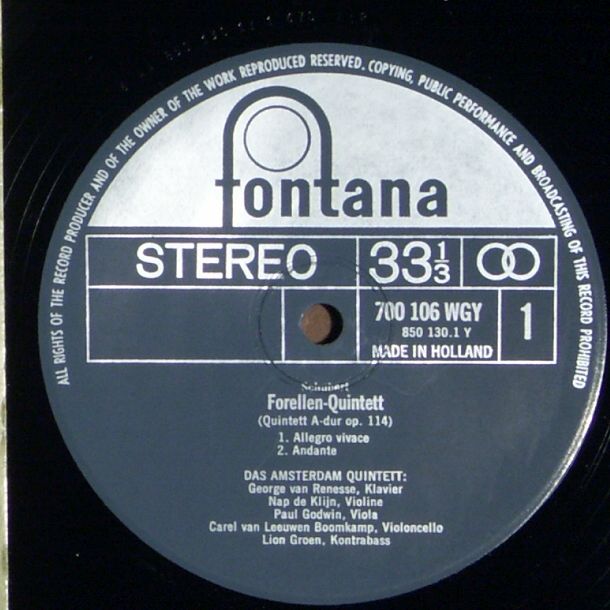 ALL RIGHTS OF THE RECORD PRODUCER AND OF THE OWNER OF THE WORK REPRODUCED RESERVED. COPYING, PUBLIC PERFORMANCE AND BROADCASTING OF THIS RECORD PROHIBITED
fontana
STEREO 33 1/3
700 106 WGY 1
850 130.1 Y
MADE IN HOLLAND
Schubert
Forellen-Quintett
(Quintett A-dur op. 114)
1. Allegro vivace
2. Andante
DAS AMSTERDAM QUINTETT:
George van Renesse, Klavier
Nap de Klijn, Violine
Paul Godwin, Viola
Carel van Leeuwen Boomkamp, Violoncello
Lion Groen, Kontrabass